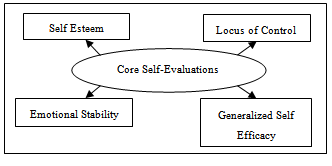 Self Esteem
Locus of Control
Core Self-Evaluations
Emotional Stability
Generalized Self
Efficacy